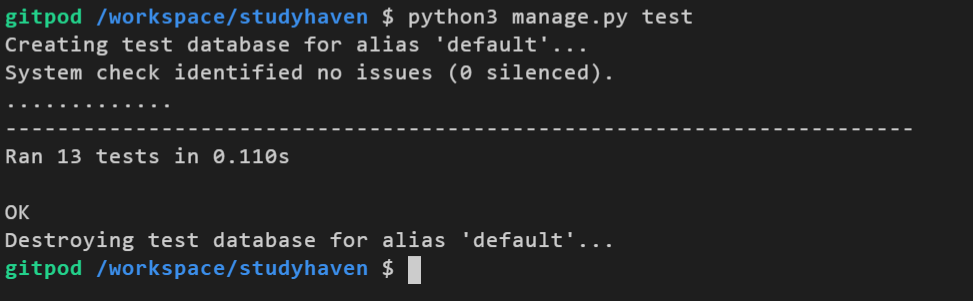 gitpod /workspace/studyhaven $ python3 manage.py test
Creating test database for alias 'default'...
System check identified no issues (0 silenced).
.............
----------------------------------------------------------------------
Ran 13 tests in 0.110s

OK
Destroying test database for alias 'default'...
gitpod /workspace/studyhaven $